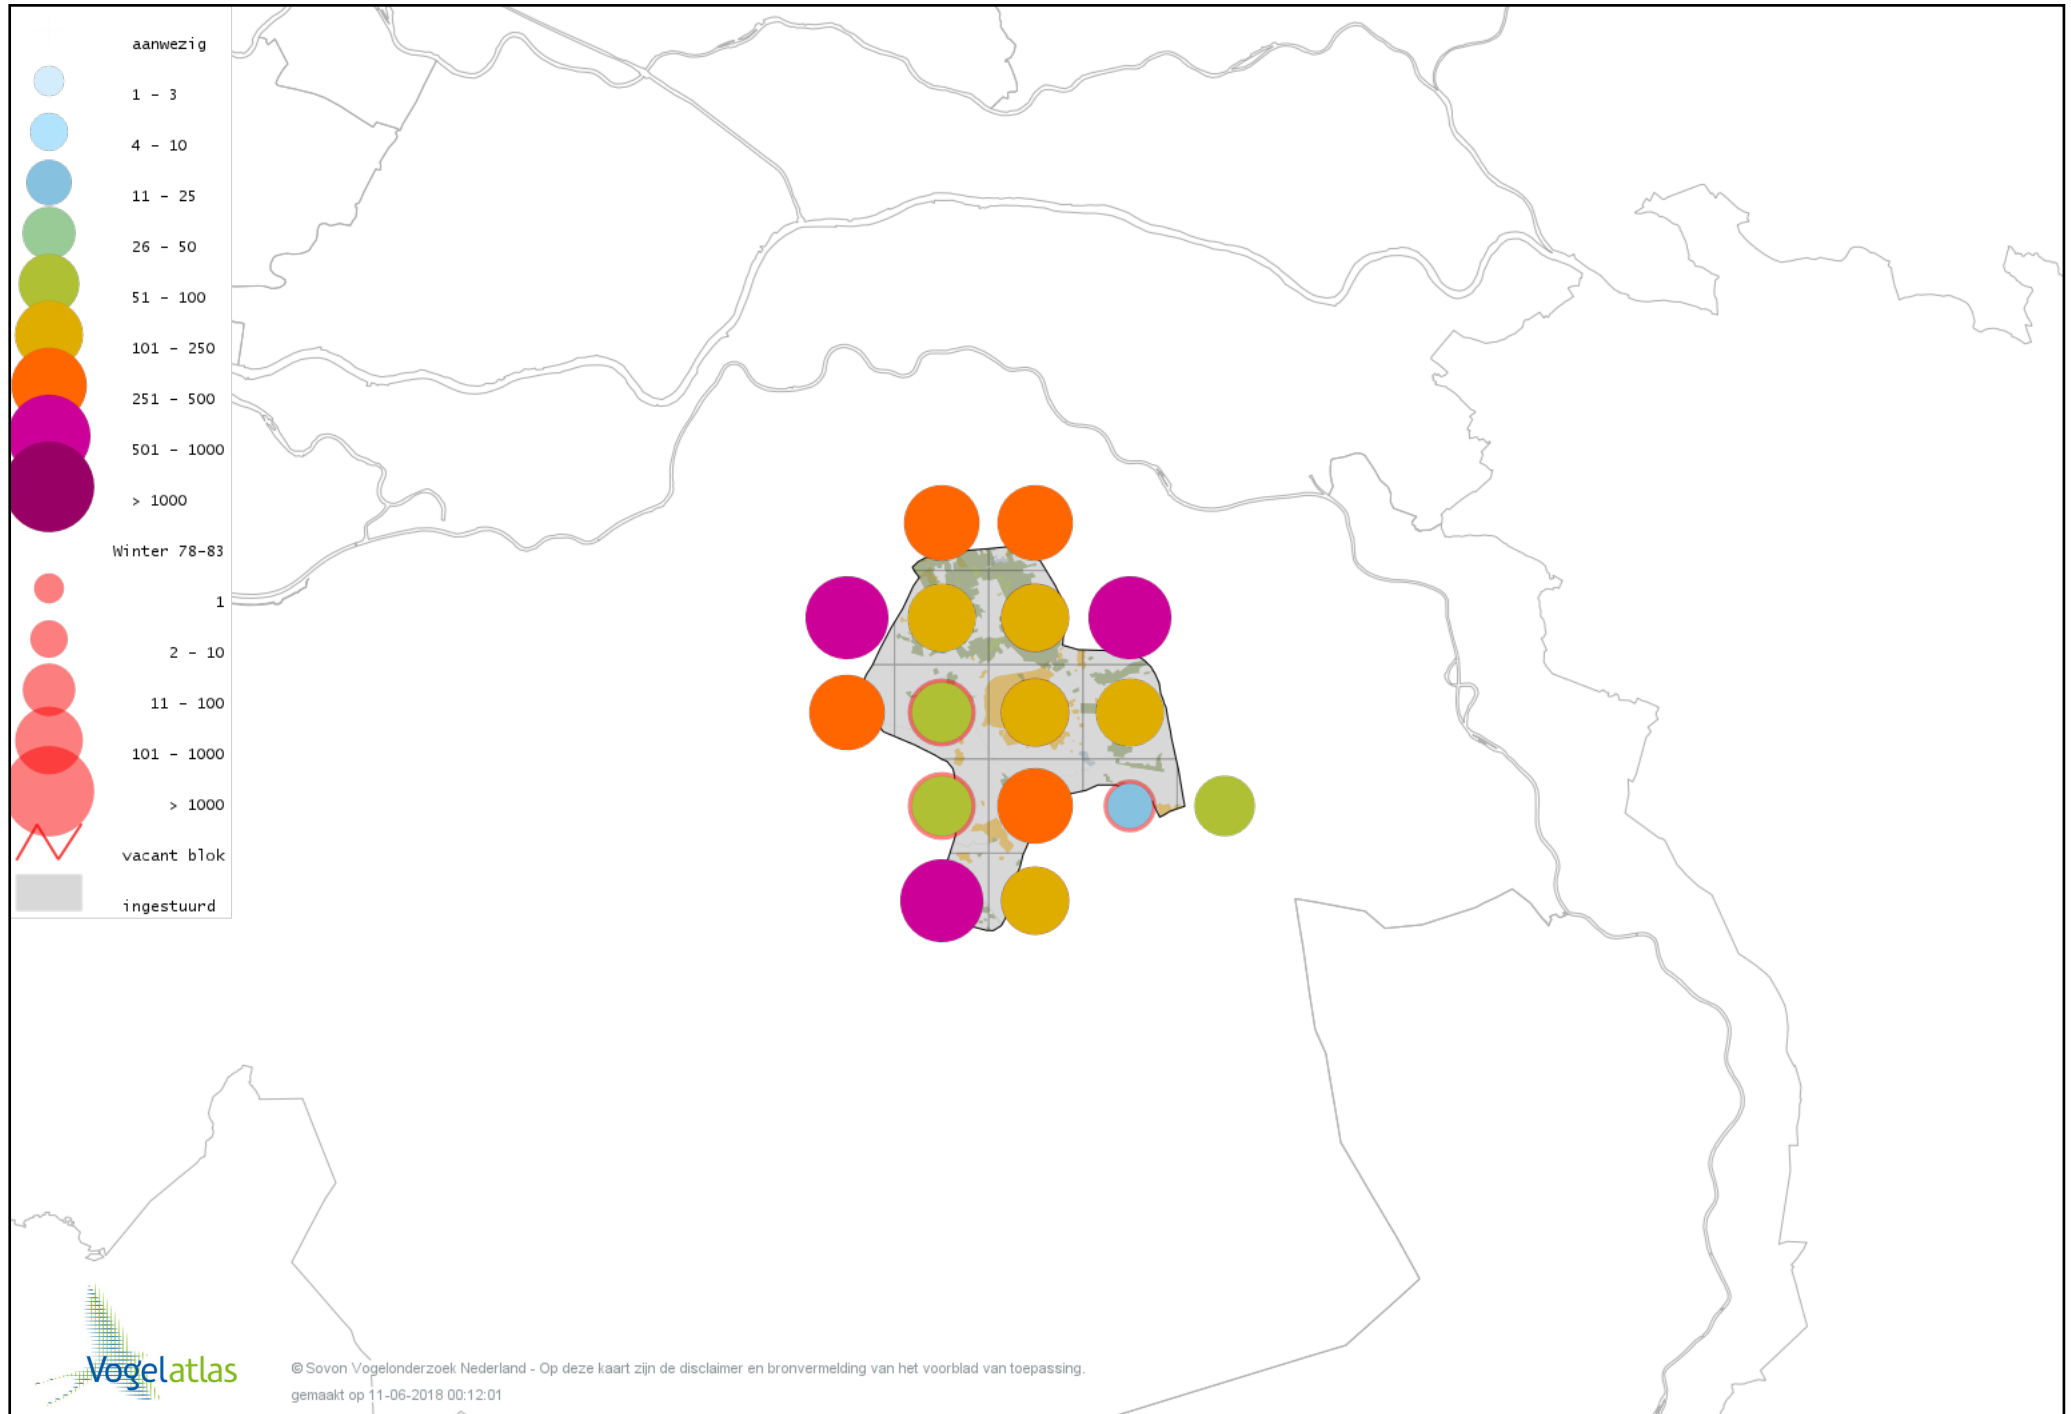 aanwezig
1 - 3
4 - 10
11 - 25
26 - 50
51 - 100
101 - 250
251 - 500
501 - 1000
> 1000
Winter 78-83
1
2 - 10
11 - 100
101 - 1000
> 1000
vacant blok
ingestuurd
Vogelatlas
© Sovon Vogelonderzoek Nederland - Op deze kaart zijn de disclaimer en bronvermelding van het voorblad van toepassing.
gemaakt op 11-06-2018 00:12:01